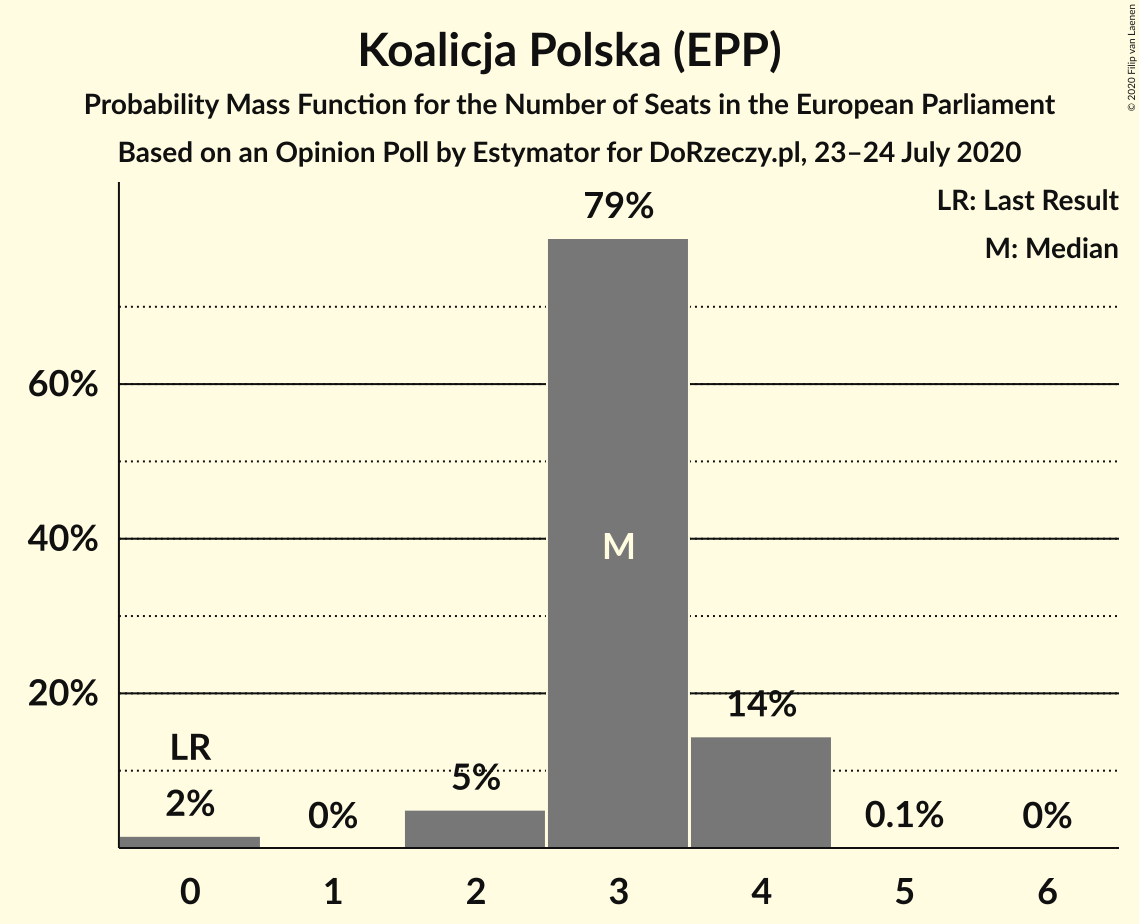 Koalicja Polska (EPP)
Probability Mass Function for the Number of Seats in the European Parliament
Based on an Opinion Poll by Estymator for DoRzeczy.pl, 23–24 July 2020
© 2020 Filip van Laenen
LR: Last Result
M: Median
79%
60%
40%
M
20%
14%
LR
2%
0%
5%
0.1%
0%
0 1 2 3 4 5 6